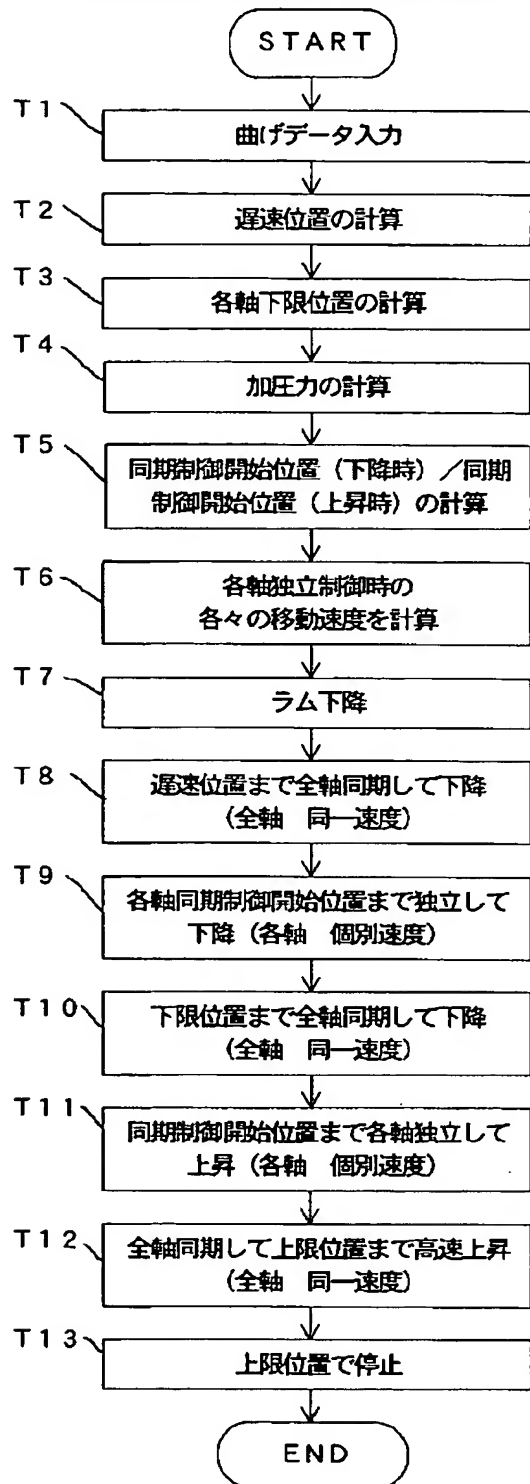 START
T1
曲げデータ入力
T2
遅速位置の計算
T3
各軸下限位置の計算
T4
加圧力の計算
T5
同期制御開始位置（下降時）／同期
制御開始位置（上昇時）の計算
T6
各軸独立制御時の
各々の移動速度を計算
T7
ラム下降
T8
遅速位置まで全軸同期して下降
（全軸　同一速度）
T9
各軸同期制御開始位置まで独立して
下降（各軸　個別速度）
T10
下限位置まで全軸同期して下降
（全軸　同一速度）
T11
同期制御開始位置まで各軸独立して
上昇（各軸　個別速度）
T12
全軸同期して上限位置まで高速上昇
（全軸　同一速度）
T13
上限位置で停止
END